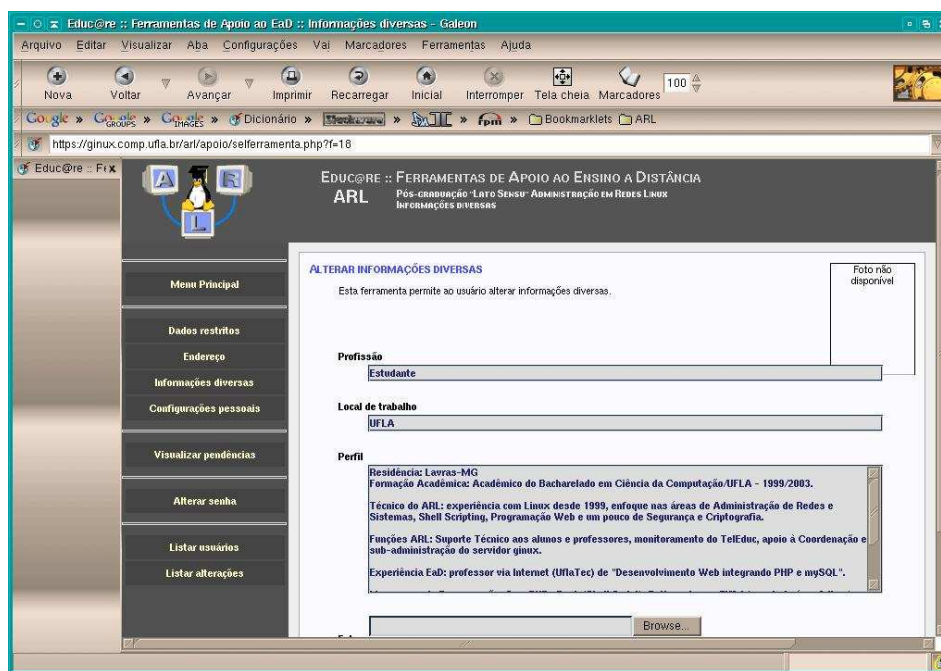 Educ@re :: Ferramentas de Apoio ao EaD :: Informações diversas - Galeon
Arquivo Editar Visualizar Aba Configurações Vai Marcadores Ferramentas Ajuda
Nova Voltar Avançar Imprimir Recarregar Inicial Interromper Tela cheia Marcadores 100
Google » Google GROUPS » Google IMAGES » Dicionário » » » fpm » Bookmarklets ARL
https://ginux.comp.ufla.br/arl/apoio/selferramenta.php?f=18
Educ@re :: Fe
A R L
EDUC@RE :: FERRAMENTAS DE APOIO AO ENSINO A DISTÂNCIA
ARL PÓS-GRADUAÇÃO "LATO SENSU" ADMINISTRAÇÃO EM REDES LINUX
INFORMAÇÕES DIVERSAS
Menu Principal
Dados restritos
Endereço
Informações diversas
Configurações pessoais
Visualizar pendências
Alterar senha
Listar usuários
Listar alterações
ALTERAR INFORMAÇÕES DIVERSAS
Esta ferramenta permite ao usuário alterar informações diversas.
Foto não
disponível
Profissão
Estudante
Local de trabalho
UFLA
Perfil
Residência: Lavras-MG
Formação Acadêmica: Acadêmico do Bacharelado em Ciência da Computação/UFLA - 1999/2003.
Técnico do ARL: experiência com Linux desde 1999, enfoque nas áreas de Administração de Redes e
Sistemas, Shell Scripting, Programação Web e um pouco de Segurança e Criptografia.
Funções ARL: Suporte Técnico aos alunos e professores, monitoramento do TelEduc, apoio à Coordenação e
sub-administração do servidor ginux.
Experiência EaD: professor via Internet (UflaTec) de "Desenvolvimento Web integrando PHP e mySQL".
Browse...